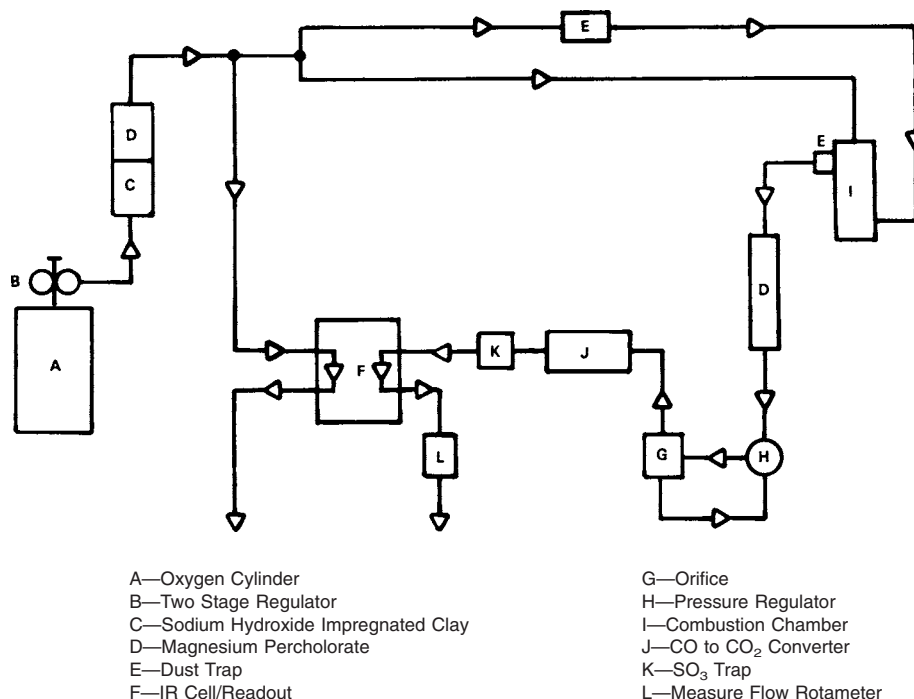 E
D
C
E
I
B
D
A
F
K
J
L
G
H
A—Oxygen Cylinder
B—Two Stage Regulator
C—Sodium Hydroxide Impregnated Clay
D—Magnesium Percholorate
E—Dust Trap
F—IR Cell/Readout
G—Orifice
H—Pressure Regulator
I—Combustion Chamber
J—CO to CO₂ Converter
K—SO₃ Trap
L—Measure Flow Rotameter